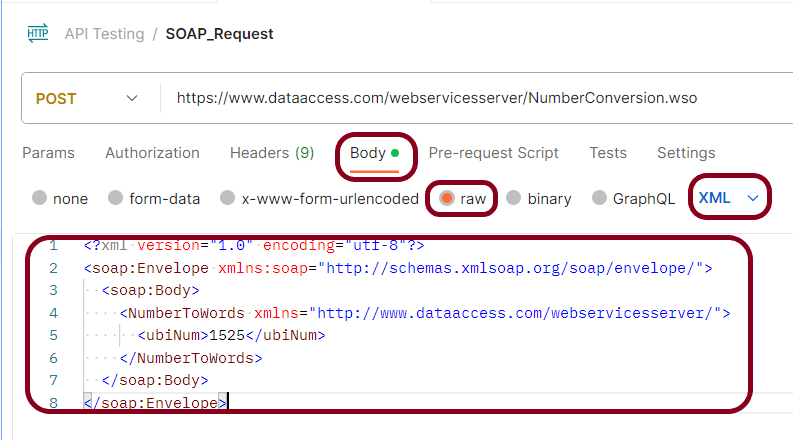 HTTP API Testing / SOAP_Request
POST https://www.dataaccess.com/webservicesserver/NumberConversion.wso
Params Authorization Headers (9) Body Pre-request Script Tests Settings
none form-data x-www-form-urlencoded raw binary GraphQL XML
1 <?xml version="1.0" encoding="utf-8"?>
2 <soap:Envelope xmlns:soap="http://schemas.xmlsoap.org/soap/envelope/">
3 <soap:Body>
4 <NumberToWords xmlns="http://www.dataaccess.com/webservicesserver/">
5 <ubiNum>1525</ubiNum>
6 </NumberToWords>
7 </soap:Body>
8 </soap:Envelope>